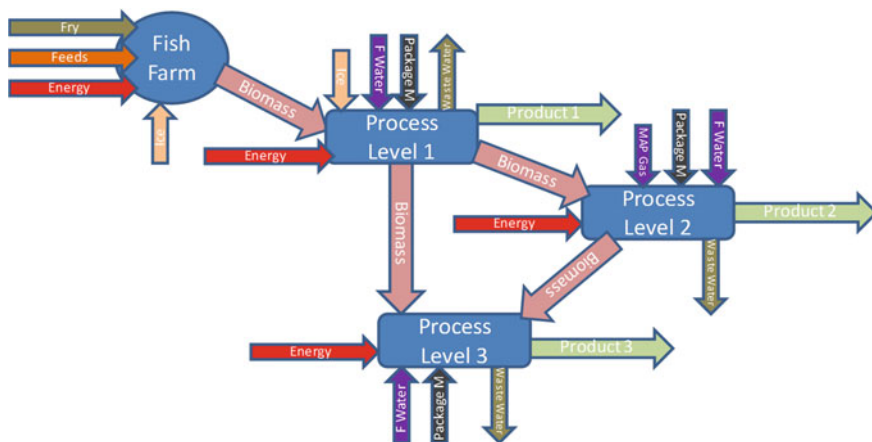 Fry
Feeds
Energy
Fish
Farm
Ice
Biomass
Ice
F Water
Package M
Waste Water
Energy
Process
Level 1
Product 1
Biomass
Biomass
MAP Gas
Package M
F Water
Energy
Process
Level 2
Product 2
Waste Water
Biomass
Energy
Process
Level 3
Product 3
F Water
Package M
Waste Water